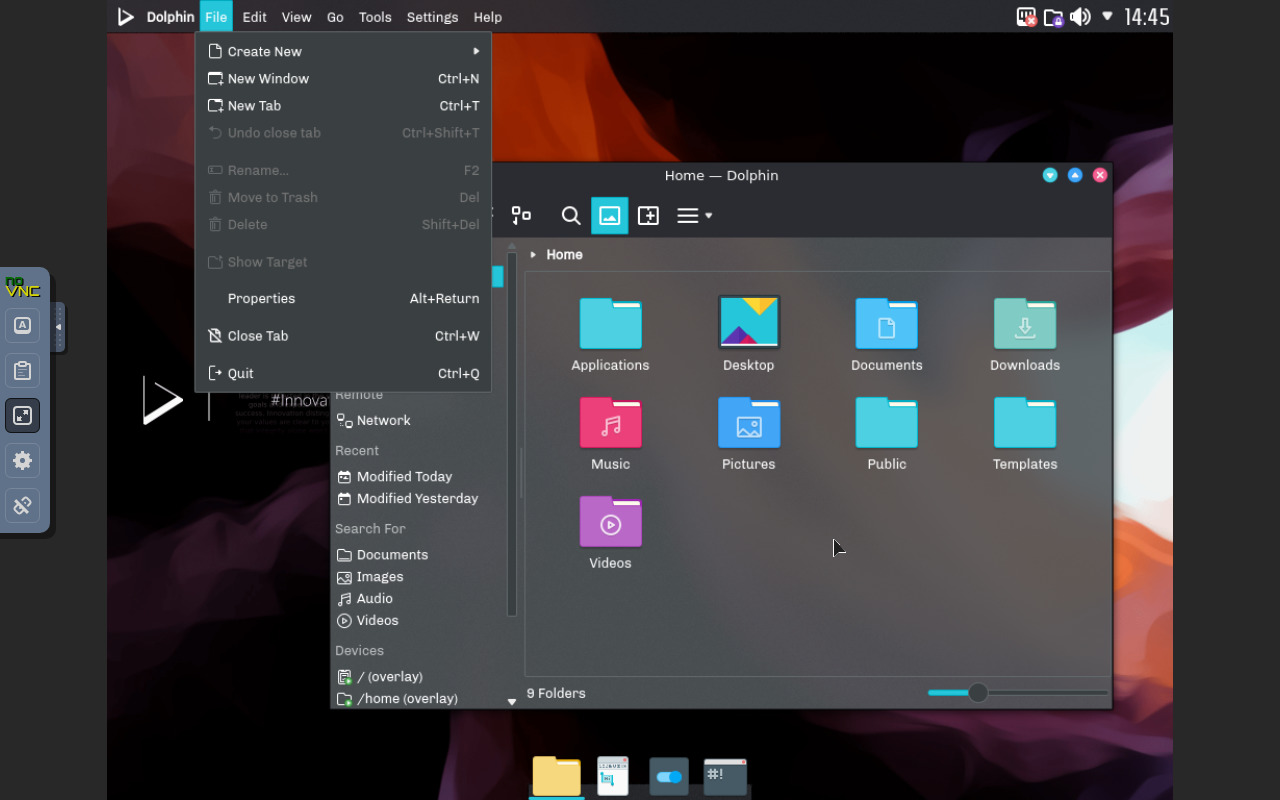 Dolphin File Edit View Go Tools Settings Help 14:45
Create New
New Window Ctrl+N
New Tab Ctrl+T
Undo close tab Ctrl+Shift+T
Rename... F2
Move to Trash Del
Delete Shift+Del
Show Target
Properties Alt+Return
Close Tab Ctrl+W
Quit Ctrl+Q
Home — Dolphin
Home
Applications Desktop Documents Downloads
Music Pictures Public Templates
Videos
#Innova
Remote
Network
Recent
Modified Today
Modified Yesterday
Search For
Documents
Images
Audio
Videos
Devices
/ (overlay)
/home (overlay)
9 Folders
no
VNC
A
#!